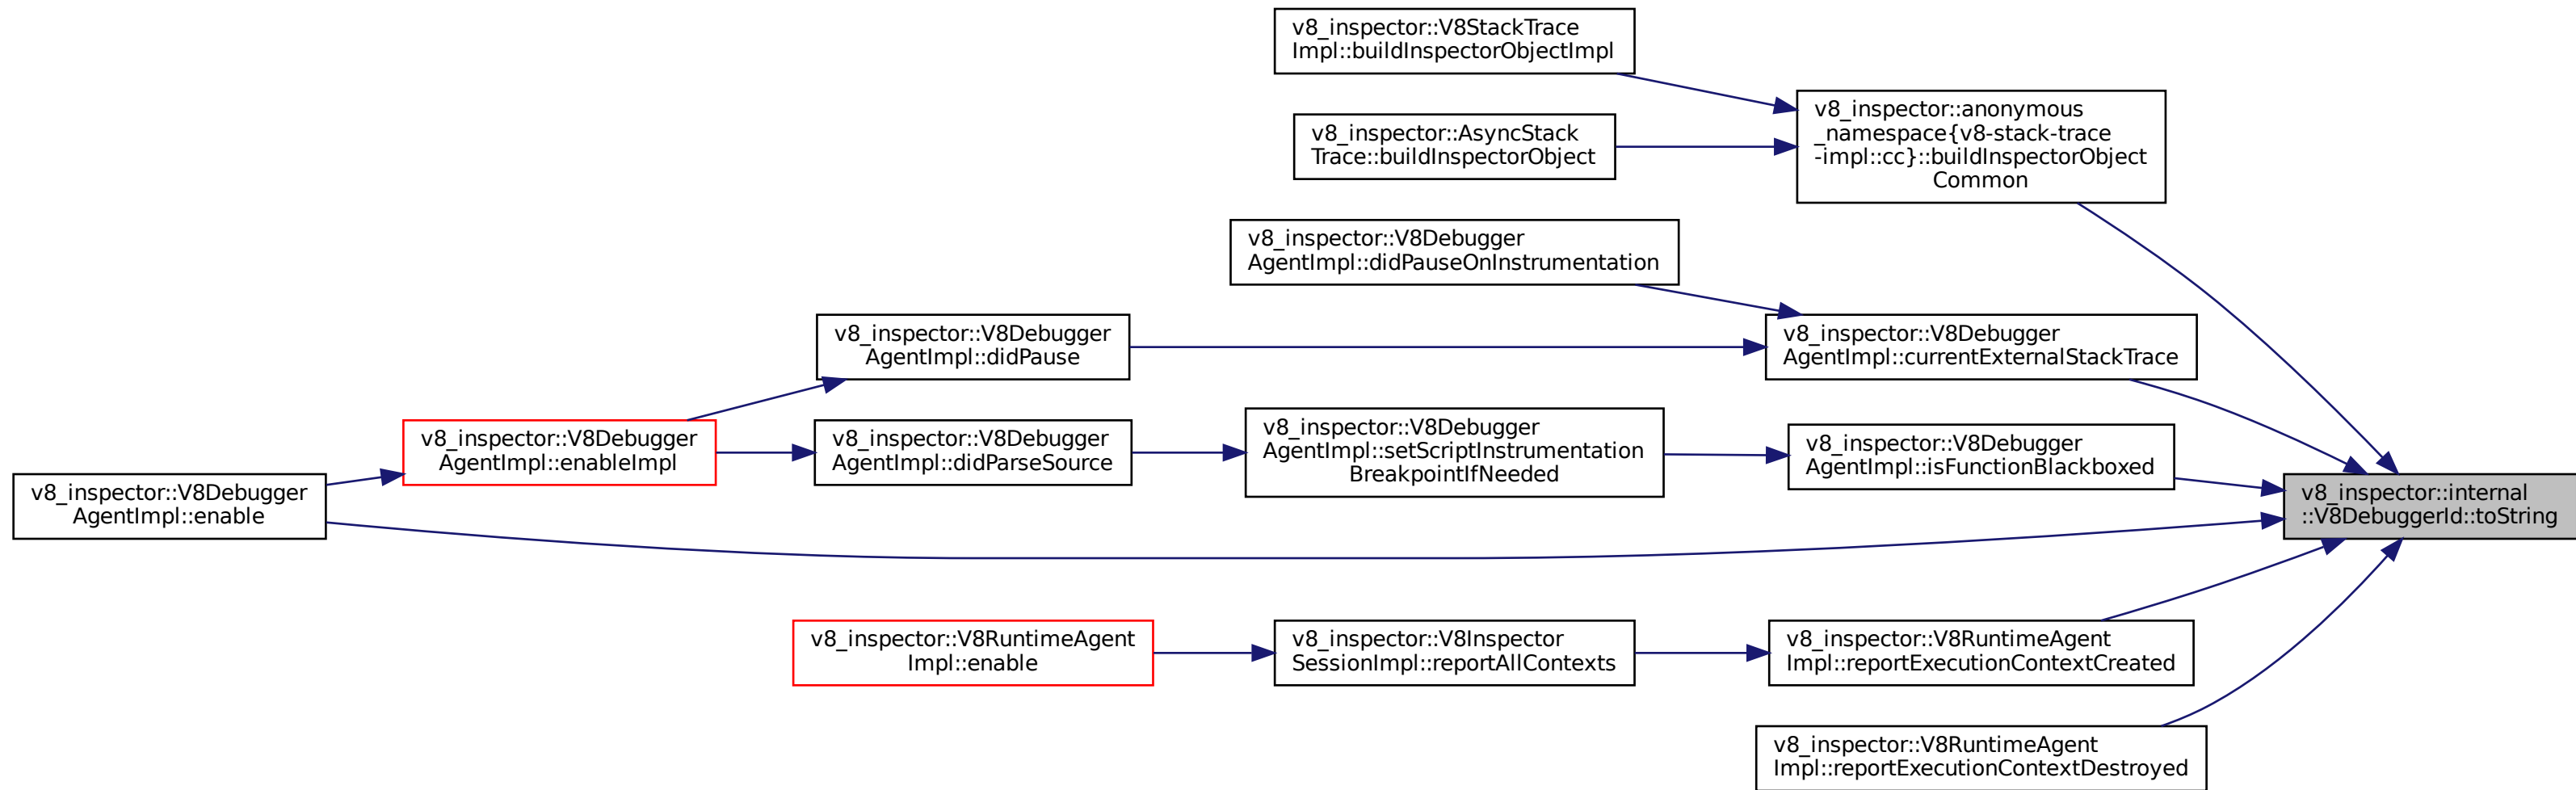 v8_inspector::V8StackTrace
Impl::buildInspectorObjectImpl
v8_inspector::anonymous
_namespace{v8-stack-trace
-impl::cc}::buildInspectorObject
Common
v8_inspector::AsyncStack
Trace::buildInspectorObject
v8_inspector::V8Debugger
AgentImpl::didPauseOnInstrumentation
v8_inspector::V8Debugger
AgentImpl::didPause
v8_inspector::V8Debugger
AgentImpl::currentExternalStackTrace
v8_inspector::V8Debugger
AgentImpl::enableImpl
v8_inspector::V8Debugger
AgentImpl::didParseSource
v8_inspector::V8Debugger
AgentImpl::setScriptInstrumentation
BreakpointIfNeeded
v8_inspector::V8Debugger
AgentImpl::isFunctionBlackboxed
v8_inspector::V8Debugger
AgentImpl::enable
v8_inspector::internal
::V8DebuggerId::toString
v8_inspector::V8RuntimeAgent
Impl::enable
v8_inspector::V8Inspector
SessionImpl::reportAllContexts
v8_inspector::V8RuntimeAgent
Impl::reportExecutionContextCreated
v8_inspector::V8RuntimeAgent
Impl::reportExecutionContextDestroyed